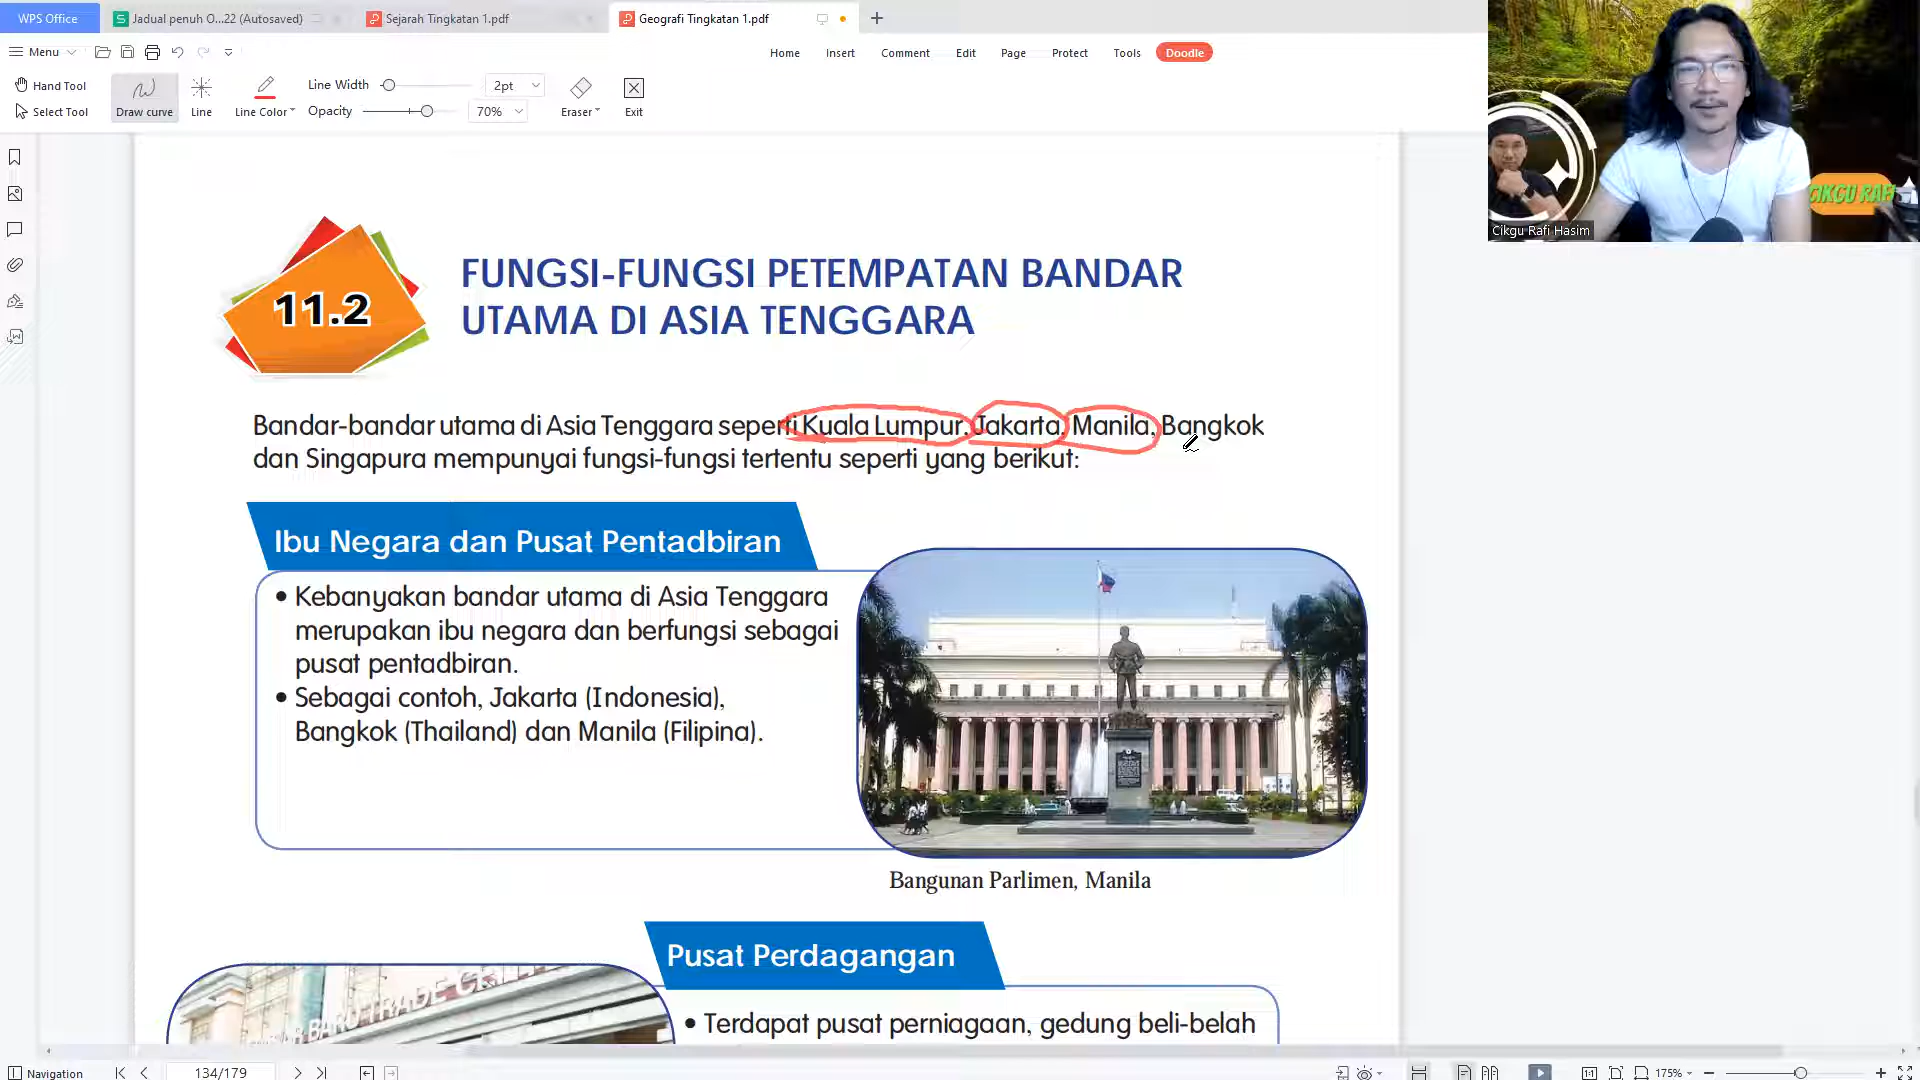 WPS Office
Jadual penuh O...22 (Autosaved)
Sejarah Tingkatan 1.pdf
Geografi Tingkatan 1.pdf
Menu
Home Insert Comment Edit Page Protect Tools Doodle
Hand Tool
Select Tool
Draw curve
Line
Line Color
Line Width 2pt
Opacity 70%
Eraser
Exit
CIKGU RAFI
Cikgu Rafi Hasim
11.2
FUNGSI-FUNGSI PETEMPATAN BANDAR
UTAMA DI ASIA TENGGARA
Bandar-bandar utama di Asia Tenggara seperti Kuala Lumpur, Jakarta, Manila, Bangkok
dan Singapura mempunyai fungsi-fungsi tertentu seperti yang berikut:
Ibu Negara dan Pusat Pentadbiran
• Kebanyakan bandar utama di Asia Tenggara
merupakan ibu negara dan berfungsi sebagai
pusat pentadbiran.
• Sebagai contoh, Jakarta (Indonesia),
Bangkok (Thailand) dan Manila (Filipina).
Bangunan Parlimen, Manila
Pusat Perdagangan
BARU TRADE
• Terdapat pusat perniagaan, gedung beli-belah
Navigation
134/179
175%